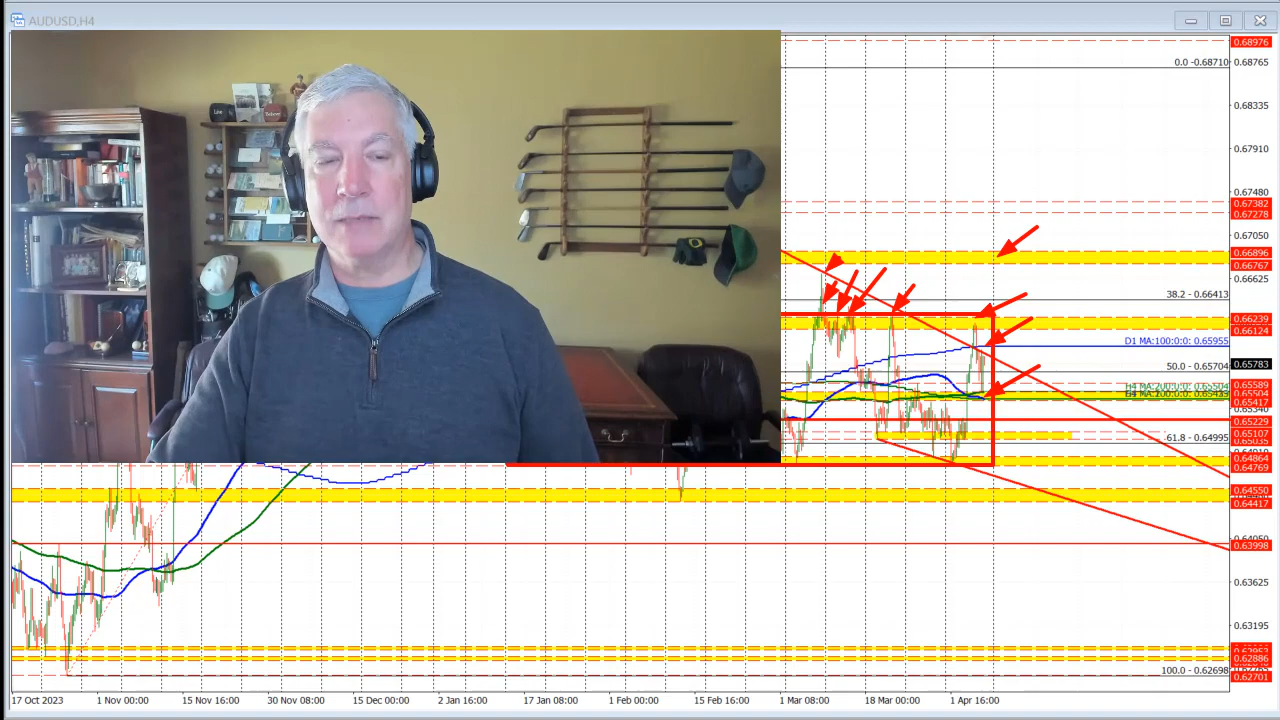 AUDUSD,H4
0.68976
0.0 -0.68710
0.68765
0.68335
0.67910
0.67480
0.67382
0.67278
0.67050
0.66896
0.66767
0.66625
38.2 - 0.66413
0.66239
0.66124
D1 MA:100:0:0: 0.65955
50.0 - 0.65704
0.65783
0.65589
0.65504
0.65417
0.65340
0.65229
0.65107
61.8 - 0.64995
0.65035
0.64864
0.64769
0.64550
0.64417
0.64050
0.63998
0.63625
0.63195
0.62886
100.0 - 0.62698
0.62701
17 Oct 2023
1 Nov 00:00
15 Nov 16:00
30 Nov 08:00
15 Dec 00:00
2 Jan 16:00
17 Jan 08:00
1 Feb 00:00
15 Feb 16:00
1 Mar 08:00
18 Mar 00:00
1 Apr 16:00